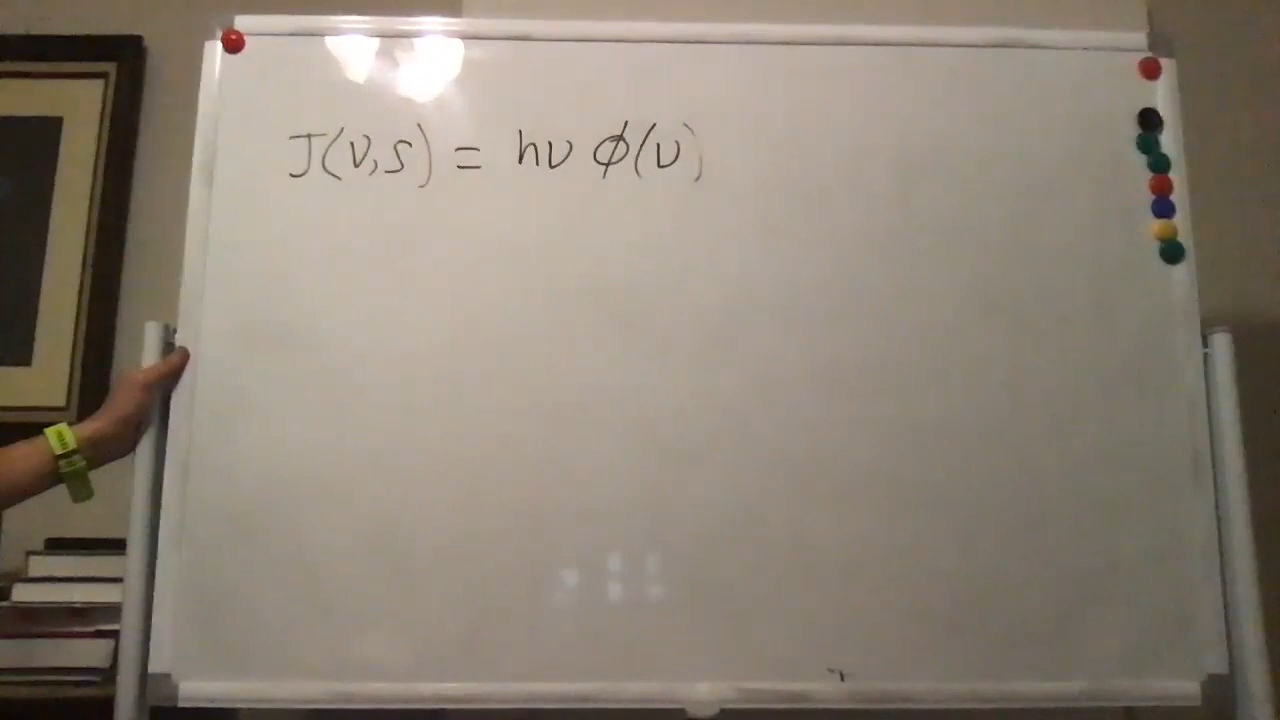 J(ν,s) = hν ϕ(ν)